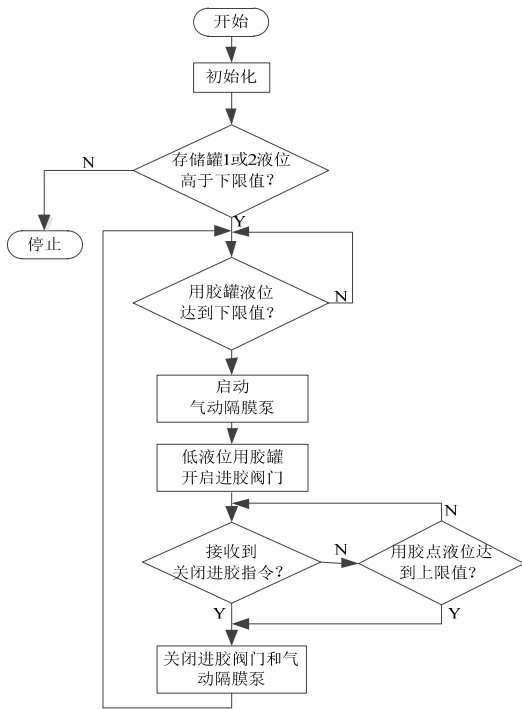 开始
初始化
N
存储罐1或2液位
高于下限值？
Y
停止
用胶罐液位
达到下限值？
N
启动
气动隔膜泵
低液位用胶罐
开启进胶阀门
N
接收到
关闭进胶指令？
N
用胶点液位达
到上限值？
Y
Y
关闭进胶阀门和气
动隔膜泵